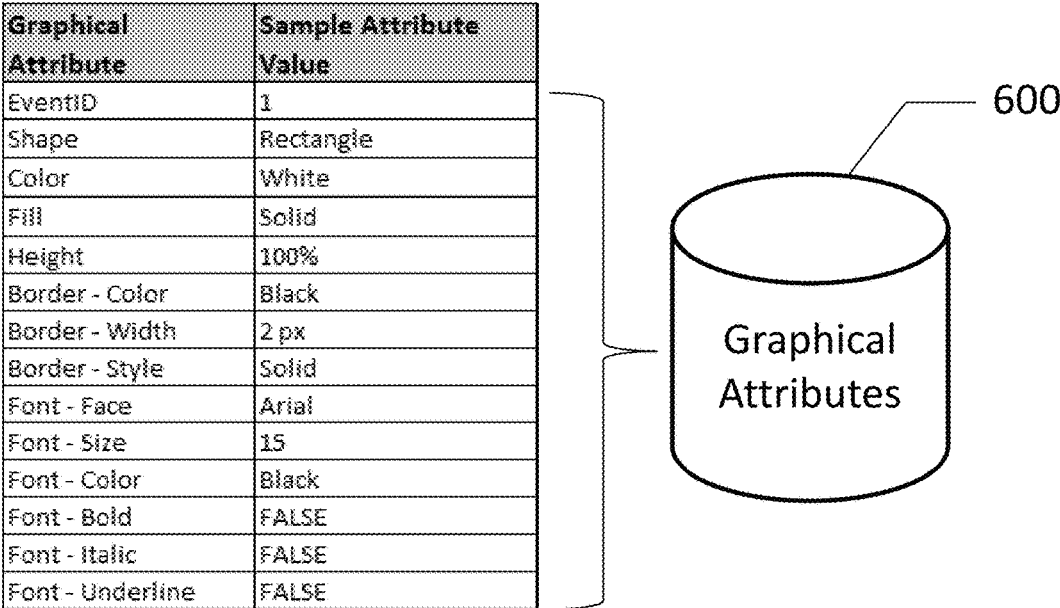 Graphical Attribute Sample Attribute Value
EventID 1
Shape Rectangle
Color White
Fill Solid
Height 100%
Border - Color Black
Border - Width 2 px
Border - Style Solid
Font - Face Arial
Font - Size 15
Font - Color Black
Font - Bold FALSE
Font - Italic FALSE
Font - Underline FALSE
600
Graphical
Attributes